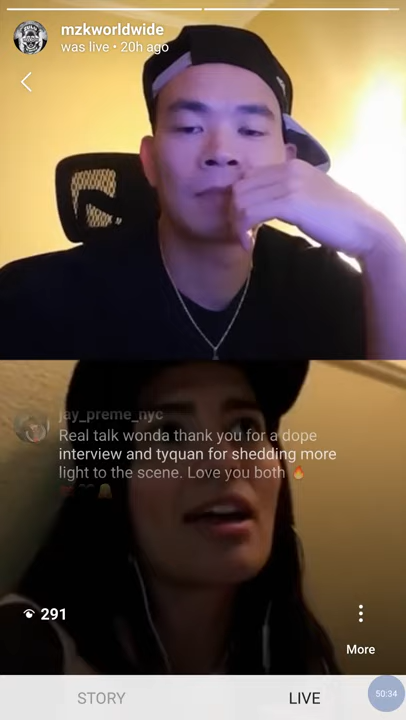 mzkworldwide
was live • 20h ago
jay_preme_nyc
Real talk wonda thank you for a dope
interview and tyquan for shedding more
light to the scene. Love you both 🔥
291
More
STORY
LIVE
50:34